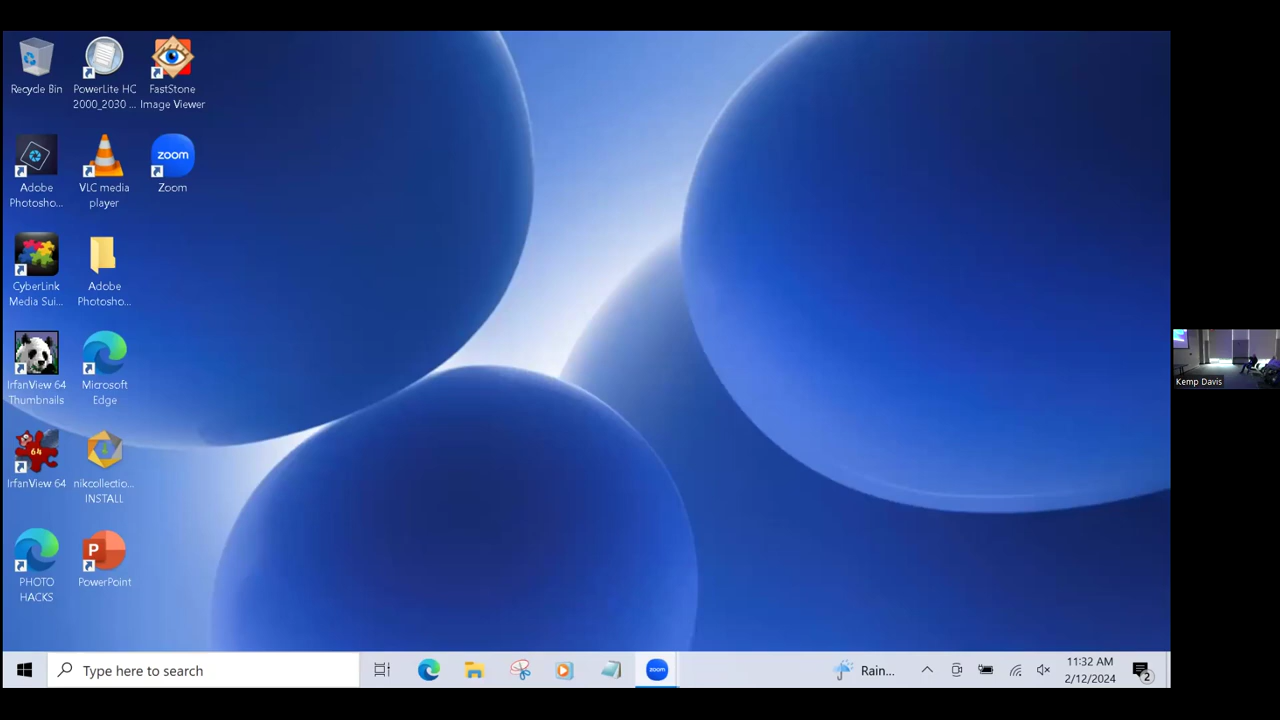 Recycle Bin
PowerLite HC
2000_2030 ...
FastStone
Image Viewer
Adobe
Photosho...
VLC media
player
zoom
Zoom
CyberLink
Media Sui...
Adobe
Photosho...
IrfanView 64
Thumbnails
Microsoft
Edge
64
IrfanView 64
nikcollectio...
INSTALL
PHOTO
HACKS
P
PowerPoint
Kemp Davis
Type here to search
zoom
Rain...
11:32 AM
2/12/2024
2